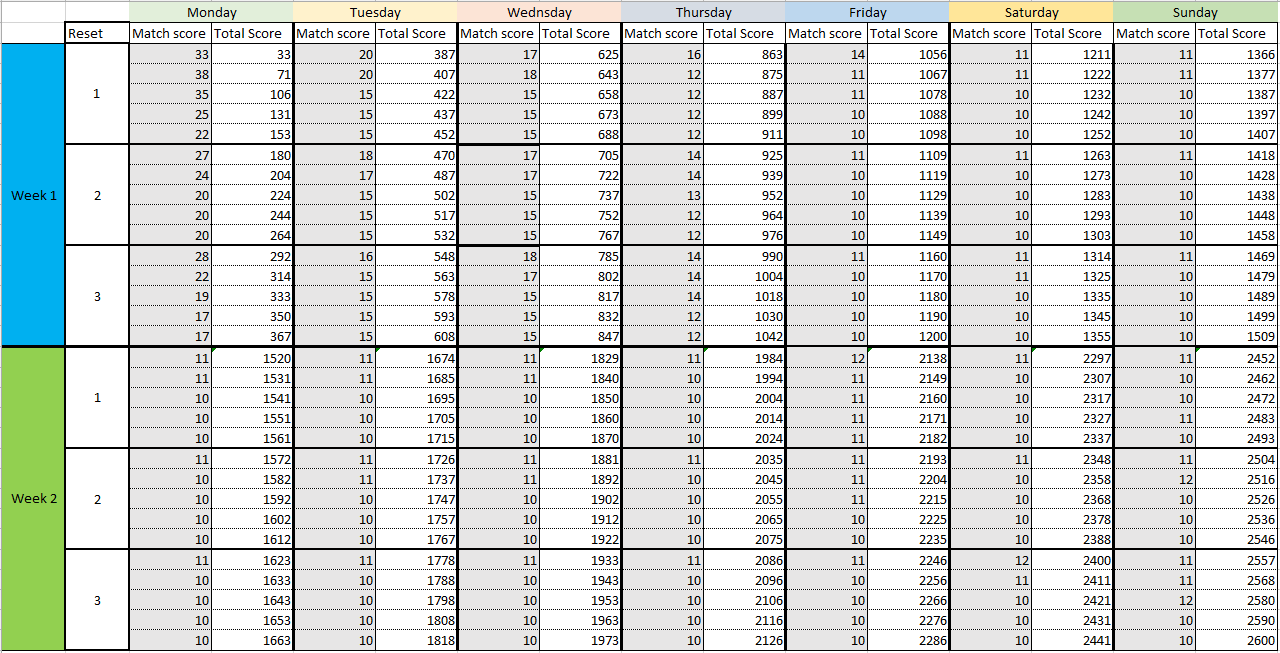 Monday Tuesday Wednsday Thursday Friday Saturday Sunday
Reset Match score Total Score Match score Total Score Match score Total Score Match score Total Score Match score Total Score Match score Total Score Match score Total Score
33 33 20 387 17 625 16 863 14 1056 11 1211 11 1366
38 71 20 407 18 643 12 875 11 1067 11 1222 11 1377
1 35 106 15 422 15 658 12 887 11 1078 10 1232 10 1387
25 131 15 437 15 673 12 899 10 1088 10 1242 10 1397
22 153 15 452 15 688 12 911 10 1098 10 1252 10 1407
27 180 18 470 17 705 14 925 11 1109 11 1263 11 1418
24 204 17 487 17 722 14 939 10 1119 10 1273 10 1428
Week 1 2 20 224 15 502 15 737 13 952 10 1129 10 1283 10 1438
20 244 15 517 15 752 12 964 10 1139 10 1293 10 1448
20 264 15 532 15 767 12 976 10 1149 10 1303 10 1458
28 292 16 548 18 785 14 990 11 1160 11 1314 11 1469
22 314 15 563 17 802 14 1004 10 1170 11 1325 10 1479
3 19 333 15 578 15 817 14 1018 10 1180 10 1335 10 1489
17 350 15 593 15 832 12 1030 10 1190 10 1345 10 1499
17 367 15 608 15 847 12 1042 10 1200 10 1355 10 1509
11 1520 11 1674 11 1829 11 1984 12 2138 11 2297 11 2452
11 1531 11 1685 11 1840 10 1994 11 2149 10 2307 10 2462
1 10 1541 10 1695 10 1850 10 2004 11 2160 10 2317 10 2472
10 1551 10 1705 10 1860 10 2014 11 2171 10 2327 11 2483
10 1561 10 1715 10 1870 10 2024 11 2182 10 2337 10 2493
11 1572 11 1726 11 1881 11 2035 11 2193 11 2348 11 2504
10 1582 11 1737 11 1892 10 2045 11 2204 10 2358 12 2516
Week 2 2 10 1592 10 1747 10 1902 10 2055 11 2215 10 2368 10 2526
10 1602 10 1757 10 1912 10 2065 10 2225 10 2378 10 2536
10 1612 10 1767 10 1922 10 2075 10 2235 10 2388 10 2546
11 1623 11 1778 11 1933 11 2086 11 2246 12 2400 11 2557
10 1633 10 1788 10 1943 10 2096 10 2256 11 2411 11 2568
3 10 1643 10 1798 10 1953 10 2106 10 2266 10 2421 12 2580
10 1653 10 1808 10 1963 10 2116 10 2276 10 2431 10 2590
10 1663 10 1818 10 1973 10 2126 10 2286 10 2441 10 2600